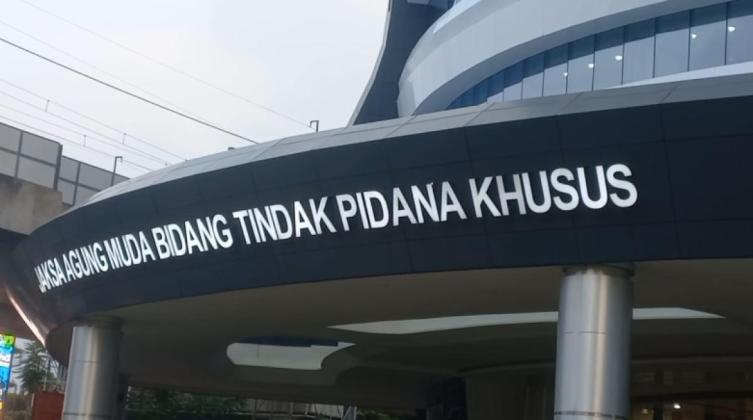 JAKSA AGUNG MUDA BIDANG TINDAK PIDANA KHUSUS